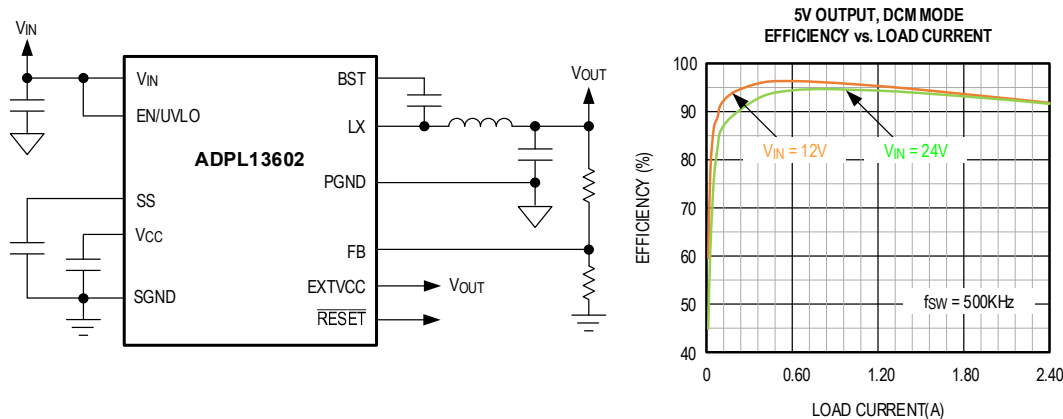 VIN
VIN
EN/UVLO
SS
VCC
SGND
ADPL13602
BST
LX
PGND
FB
EXTVCC
RESET
VOUT
VOUT
5V OUTPUT, DCM MODE
EFFICIENCY vs. LOAD CURRENT
EFFICIENCY (%)
100
90
80
70
60
50
40
VIN = 12V
VIN = 24V
fSW = 500KHz
0
0.60
1.20
1.80
2.40
LOAD CURRENT(A)